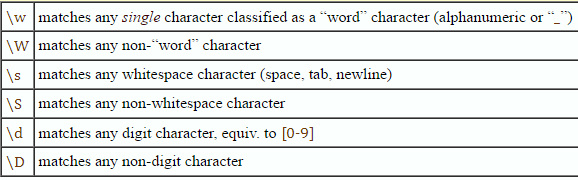 \w matches any single character classified as a “word” character (alphanumeric or “_”)
\W matches any non-“word” character
\s matches any whitespace character (space, tab, newline)
\S matches any non-whitespace character
\d matches any digit character, equiv. to [0-9]
\D matches any non-digit character